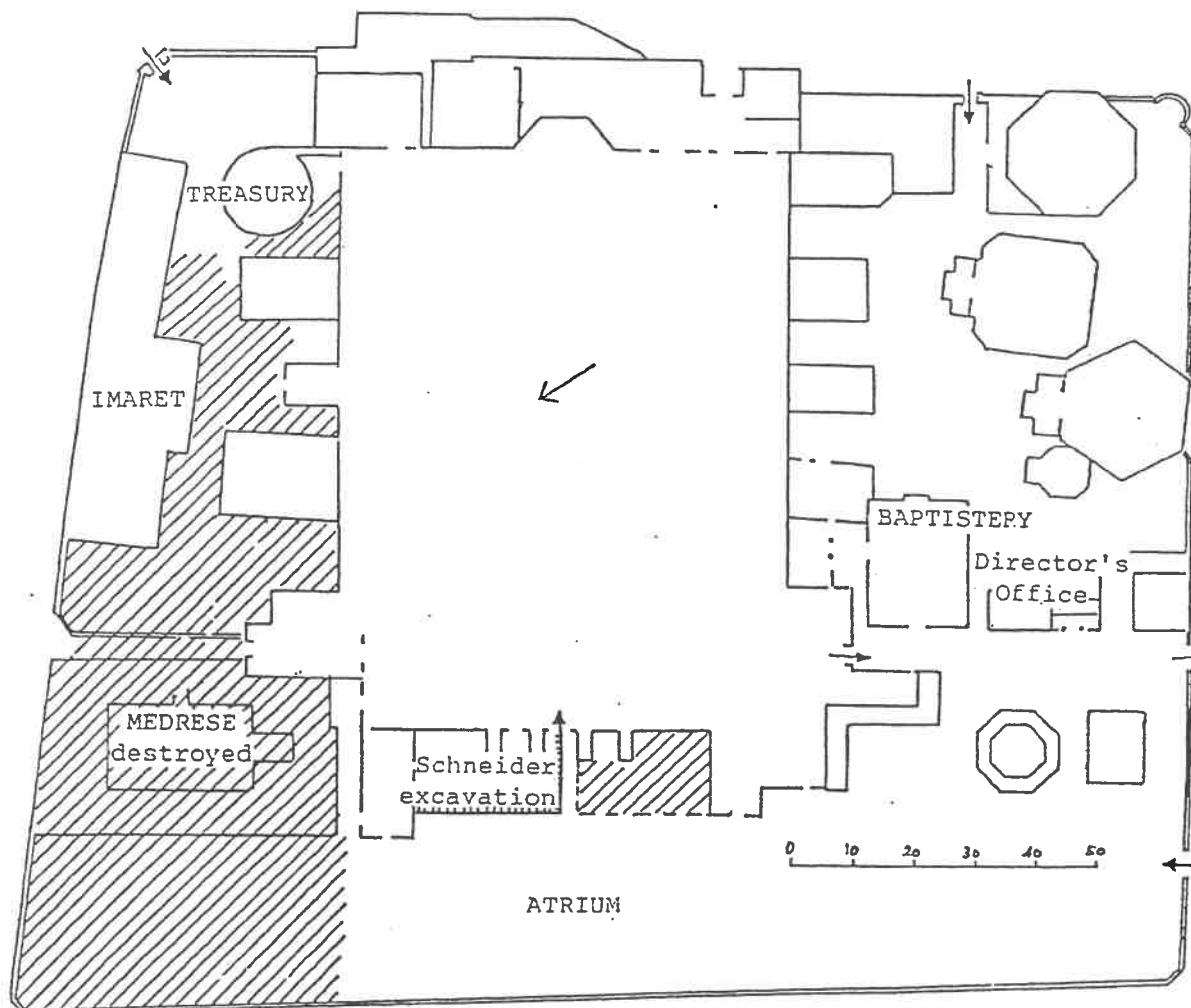 TREASURY
IMARET
BAPTISTERY
Director's
Office
MEDRESE
destroyed
Schneider
excavation
0 10 20 30 40 50
ATRIUM